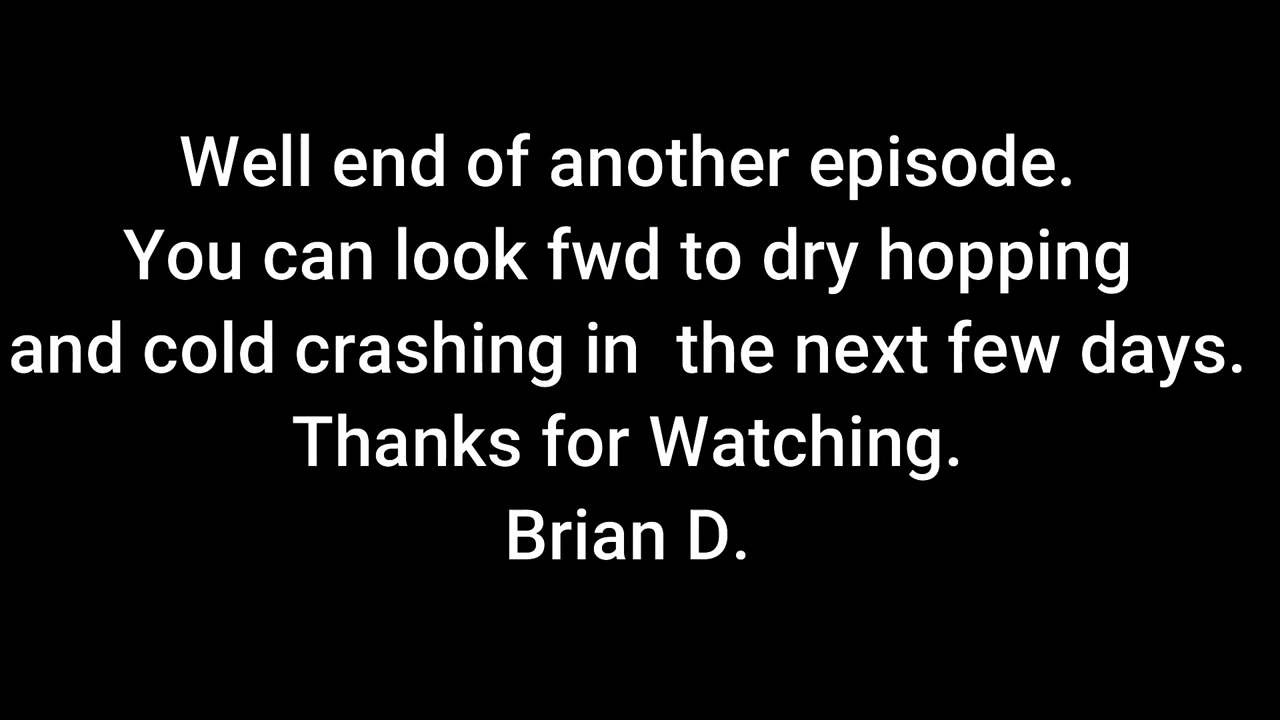 Well end of another episode.
You can look fwd to dry hopping
and cold crashing in  the next few days.
Thanks for Watching.
Brian D.